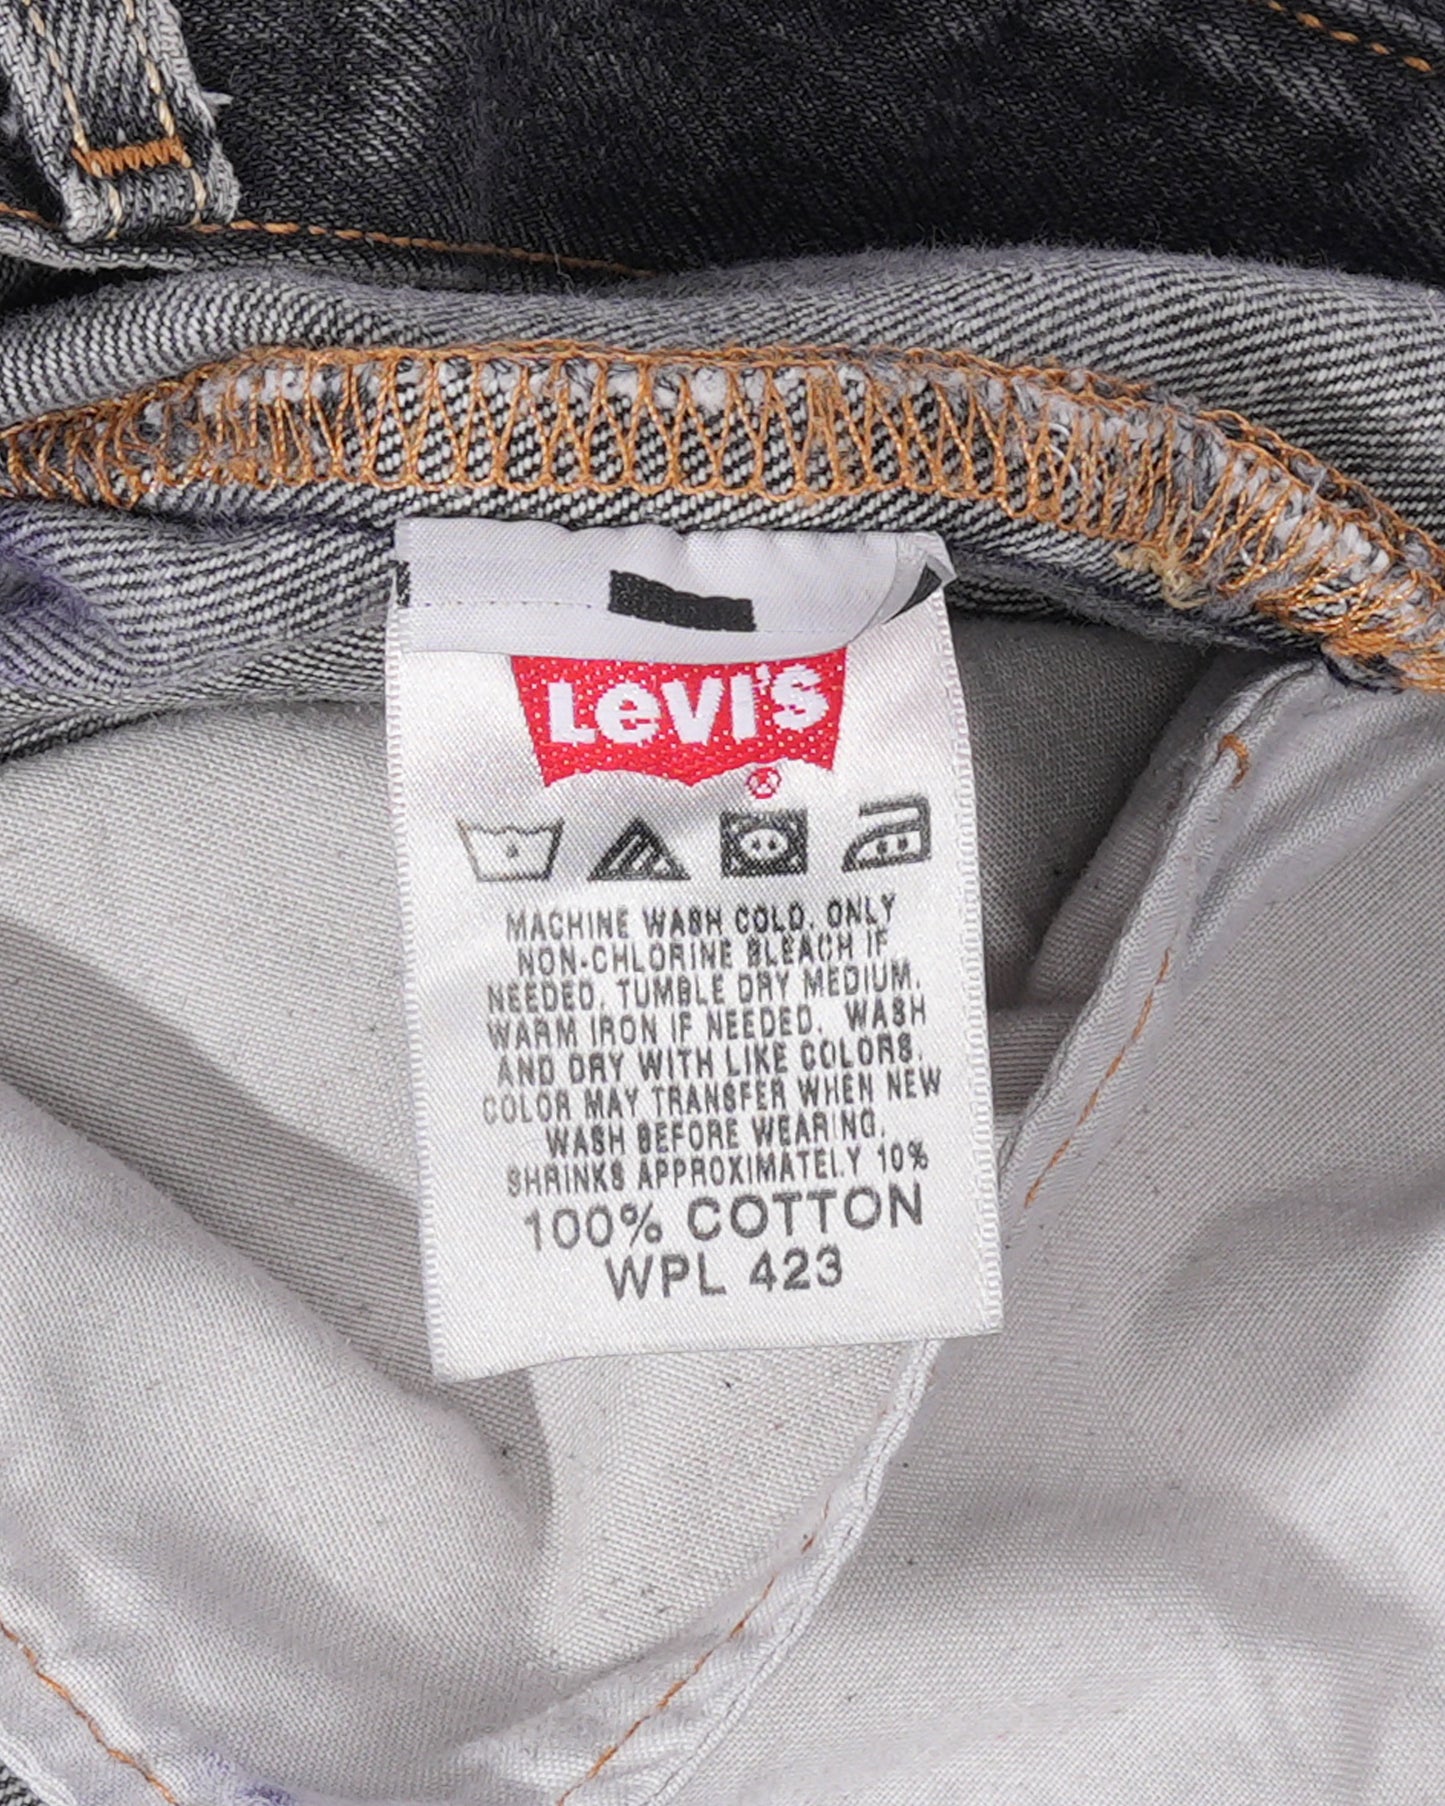 Levi's
®
MACHINE WASH COLD. ONLY
NON-CHLORINE BLEACH IF
NEEDED. TUMBLE DRY MEDIUM.
WARM IRON IF NEEDED. WASH
AND DRY WITH LIKE COLORS.
COLOR MAY TRANSFER WHEN NEW
WASH BEFORE WEARING.
SHRINKS APPROXIMATELY 10%
100% COTTON
WPL 423